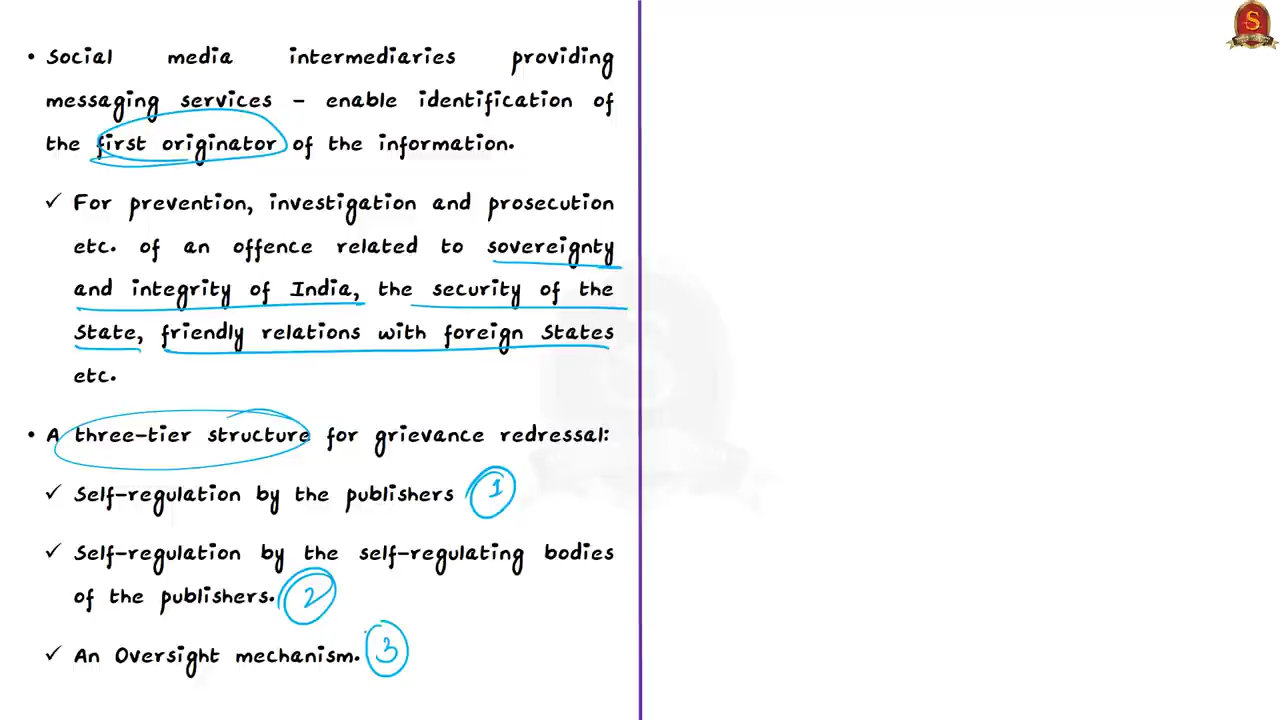 • Social media intermediaries providing
messaging services – enable identification of
the first originator of the information.
✓ For prevention, investigation and prosecution
etc. of an offence related to sovereignty
and integrity of India, the security of the
State, friendly relations with foreign States
etc.
• A three-tier structure for grievance redressal:
✓ Self-regulation by the publishers 1
✓ Self-regulation by the self-regulating bodies
of the publishers. 2
✓ An Oversight mechanism. 3
S